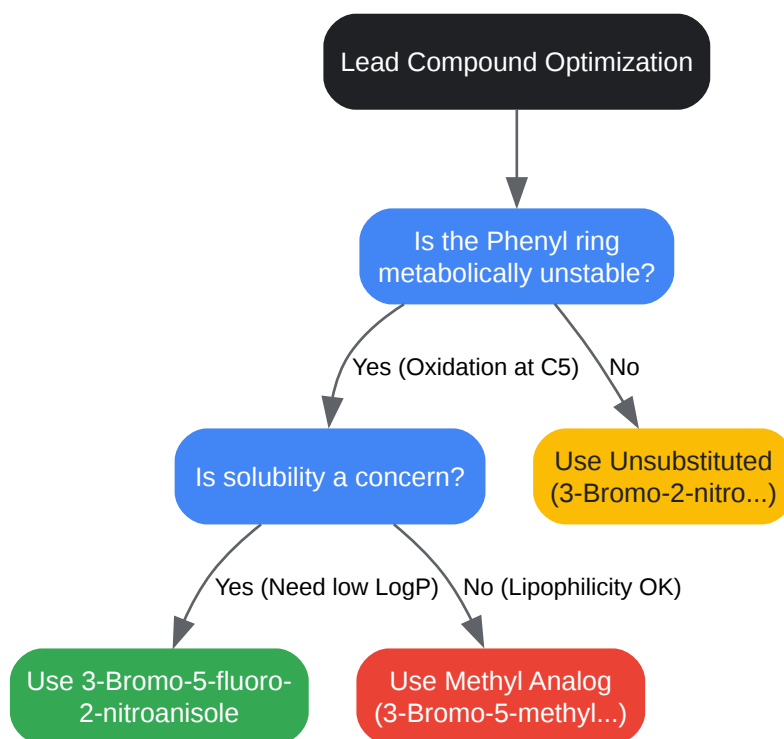 Lead Compound Optimization
Is the Phenyl ring
metabolically unstable?
Yes (Oxidation at C5)
No
Is solubility a concern?
Use Unsubstituted
(3-Bromo-2-nitro...)
Yes (Need low LogP)
No (Lipophilicity OK)
Use 3-Bromo-5-fluoro-
2-nitroanisole
Use Methyl Analog
(3-Bromo-5-methyl...)